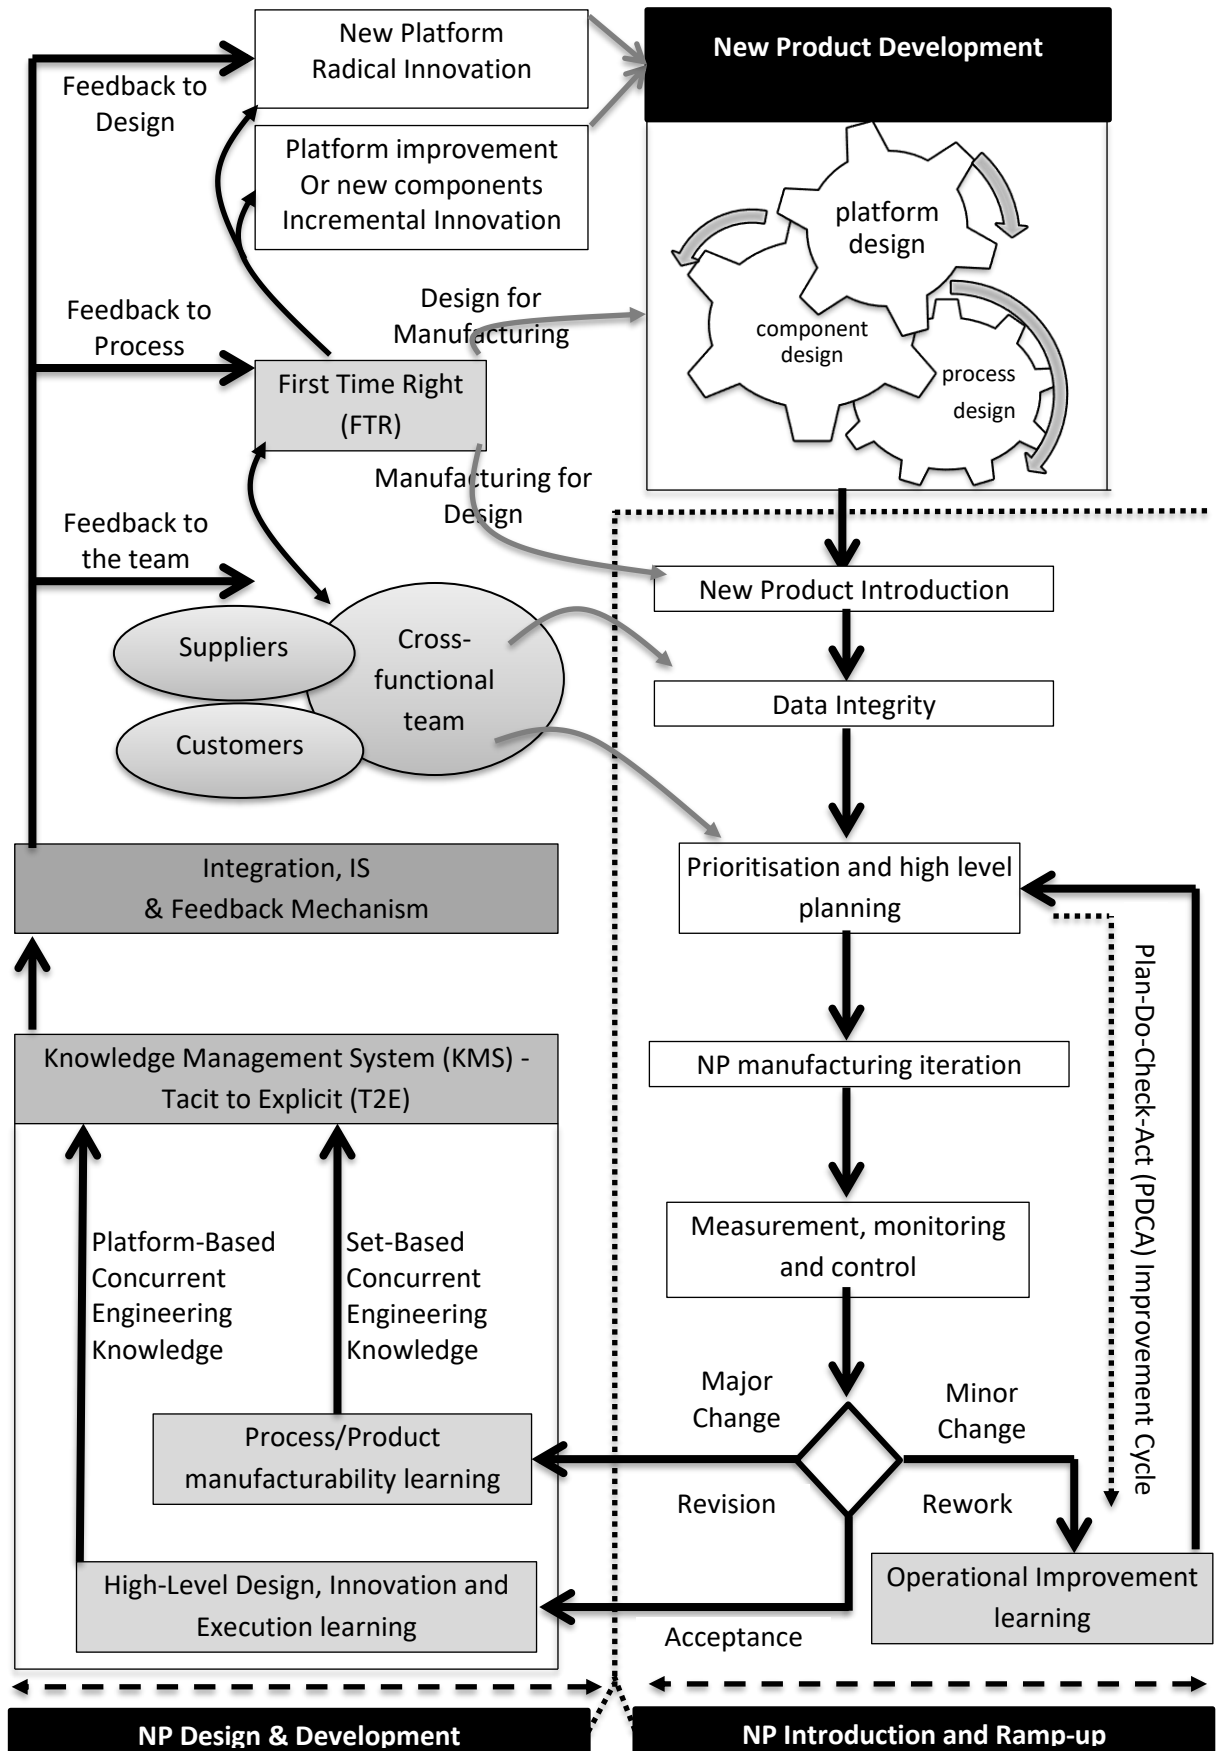 New Platform
Radical Innovation
New Product Development
Feedback to
Design
Platform improvement
Or new components
Incremental Innovation
platform
design
component
design
process
design
Feedback to
Process
Design for
Manufacturing
First Time Right
(FTR)
Manufacturing for
Design
Feedback to
the team
New Product Introduction
Suppliers
Cross-
functional
team
Customers
Data Integrity
Integration, IS
& Feedback Mechanism
Prioritisation and high level
planning
Knowledge Management System (KMS) -
Tacit to Explicit (T2E)
NP manufacturing iteration
Plan-Do-Check-Act (PDCA) Improvement Cycle
Platform-Based
Concurrent
Engineering
Knowledge
Set-Based
Concurrent
Engineering
Knowledge
Measurement, monitoring
and control
Major
Change
Minor
Change
Process/Product
manufacturability learning
Revision
Rework
High-Level Design, Innovation and
Execution learning
Operational Improvement
learning
Acceptance
NP Design & Development
NP Introduction and Ramp-up